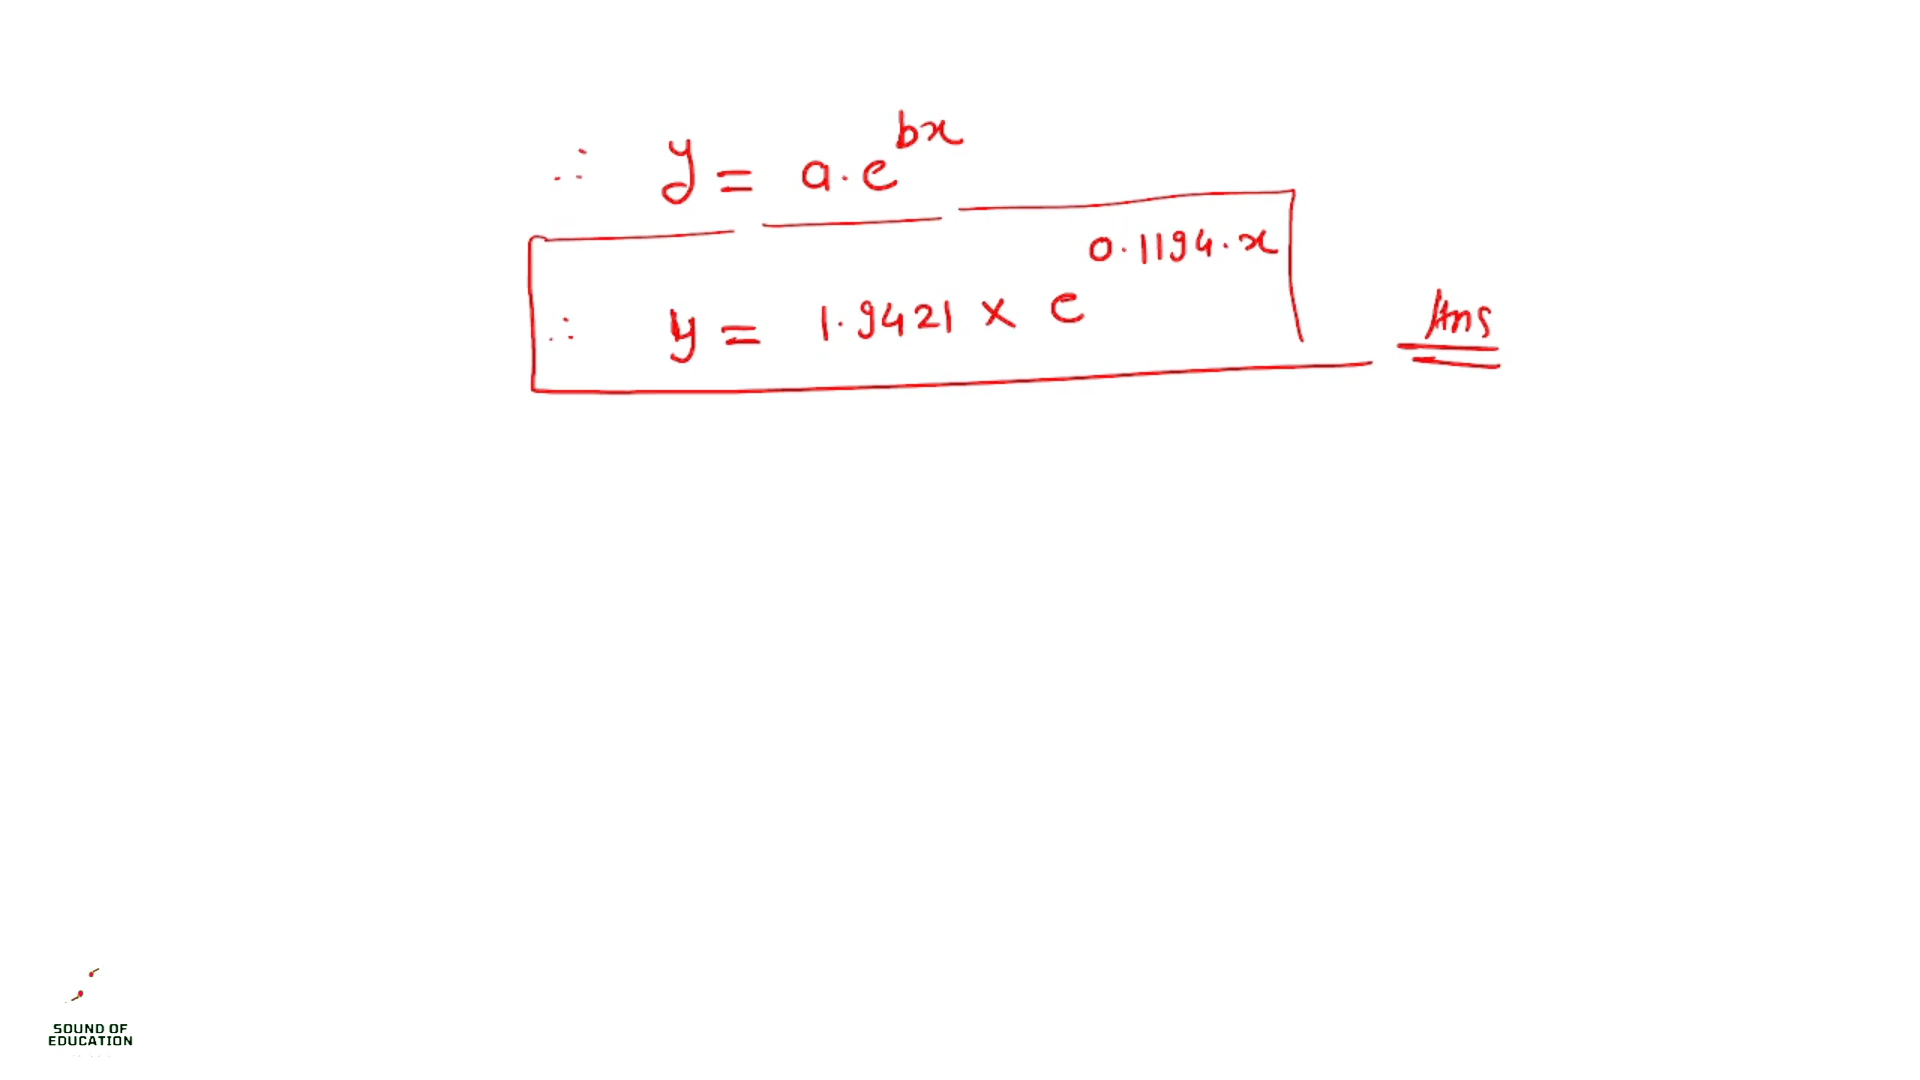 ∴ y = a.e^bx
∴ y = 1.9421 × e^0.1194.x
Ans
SOUND OF
EDUCATION